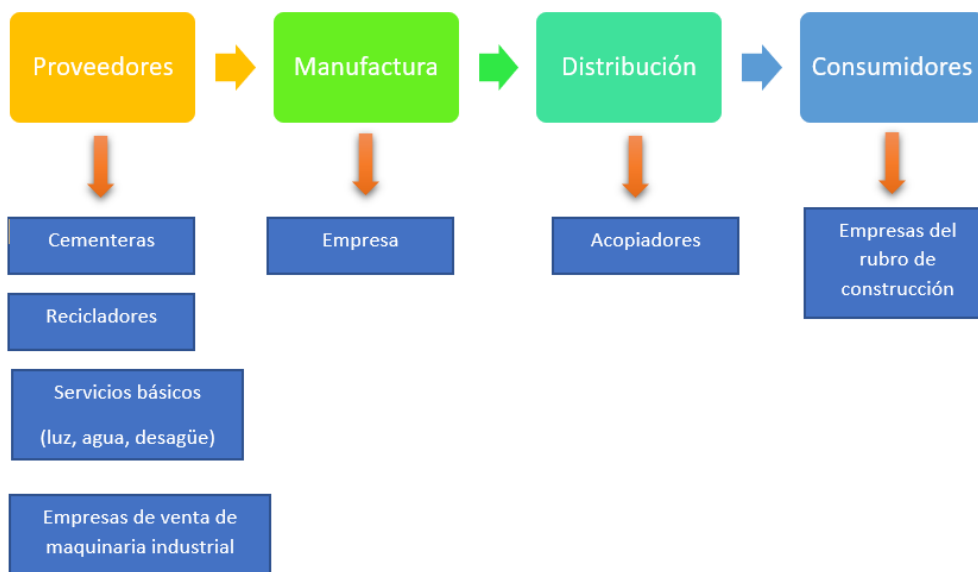 Proveedores
Manufactura
Distribución
Consumidores
Cementeras
Empresa
Acopiadores
Empresas del
rubro de
construcción
Recicladores
Servicios básicos
(luz, agua, desagüe)
Empresas de venta de
maquinaria industrial